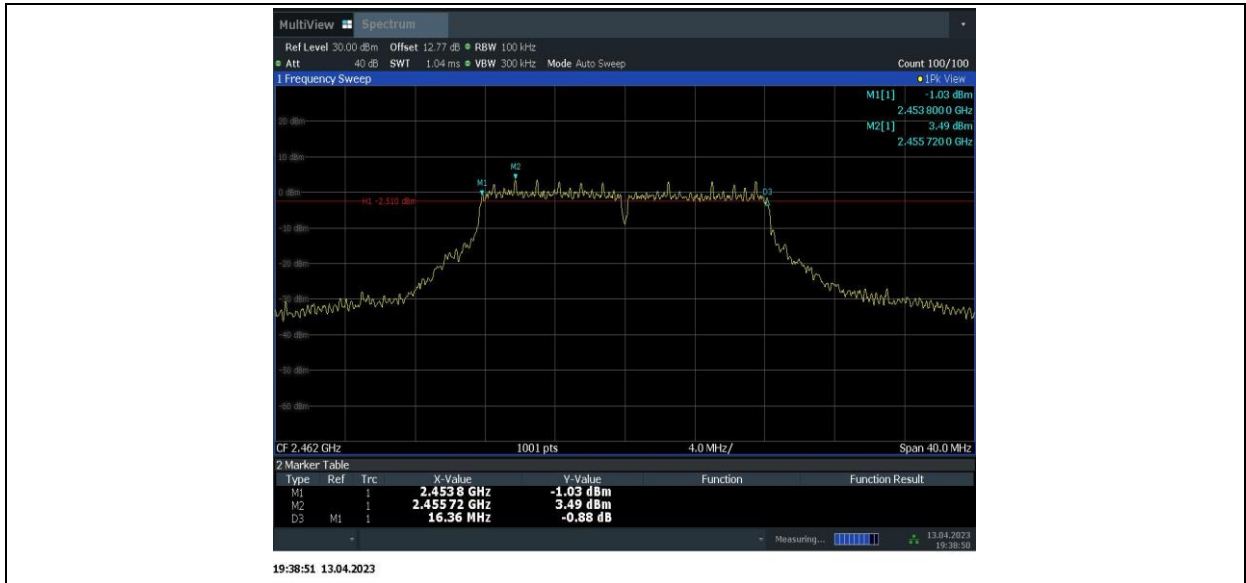 MultiView Spectrum
Ref Level 30.00 dBm Offset 12.77 dB RBW 100 kHz
Att 40 dB SWT 1.04 ms VBW 300 kHz Mode Auto Sweep Count 100/100
1 Frequency Sweep 1Pk View
M1[1] -1.03 dBm
2.453 800 0 GHz
20 dBm
M2[1] 3.49 dBm
2.455 720 0 GHz
10 dBm
M2
M1
0 dBm
D3
H1 -2.510 dBm
-10 dBm
-20 dBm
-30 dBm
-40 dBm
-50 dBm
-60 dBm
CF 2.462 GHz 1001 pts 4.0 MHz/ Span 40.0 MHz
2 Marker Table
Type Ref Trc X-Value Y-Value Function Function Result
M1 1 2.4538 GHz -1.03 dBm
M2 1 2.45572 GHz 3.49 dBm
D3 M1 1 16.36 MHz -0.88 dB
Measuring... 13.04.2023
19:38:50
19:38:51 13.04.2023